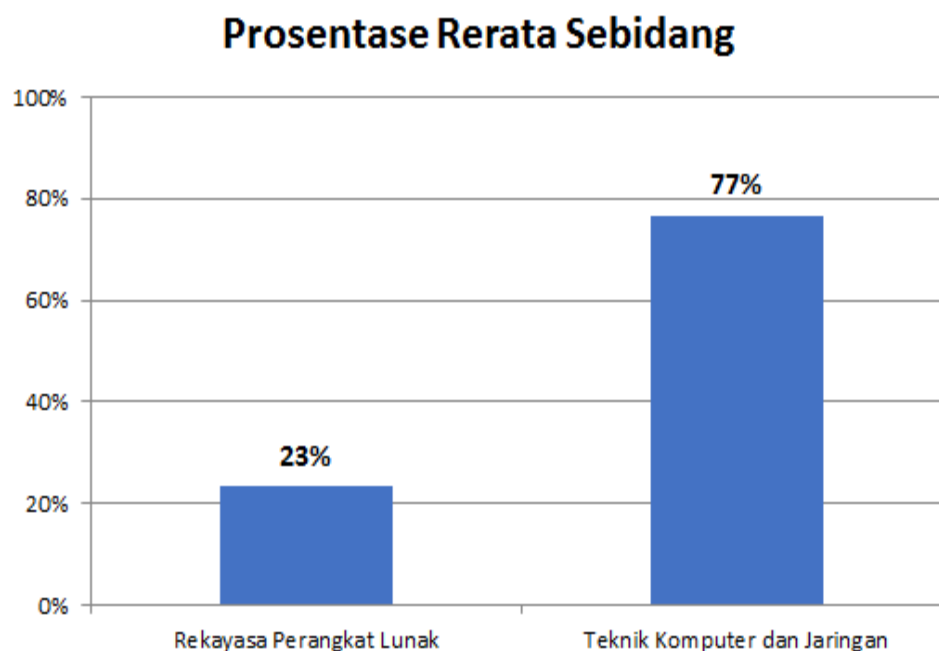 Prosentase Rerata Sebidang
100%
80%
60%
40%
20%
0%
23%
77%
Rekayasa Perangkat Lunak
Teknik Komputer dan Jaringan